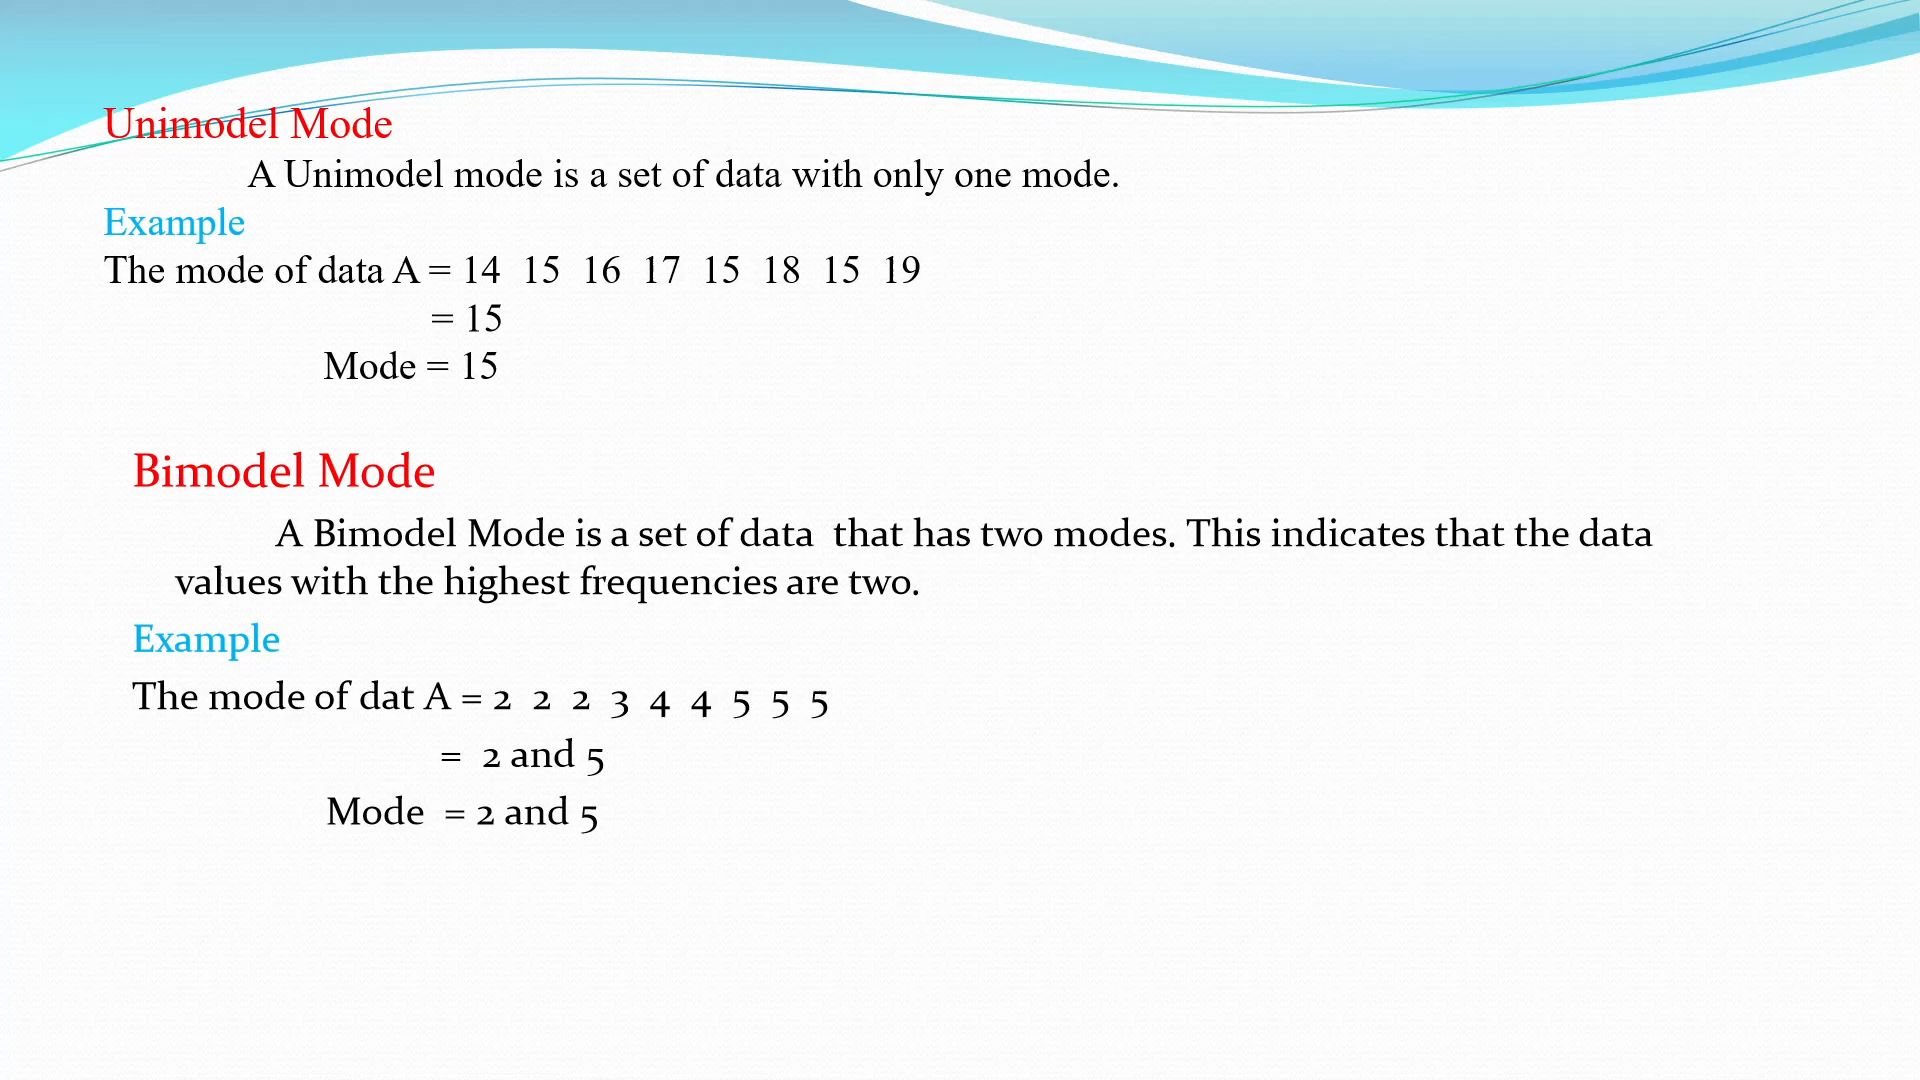 Unimodel Mode
A Unimodel mode is a set of data with only one mode.
Example
The mode of data A = 14 15 16 17 15 18 15 19
= 15
Mode = 15
Bimodel Mode
A Bimodel Mode is a set of data that has two modes. This indicates that the data
values with the highest frequencies are two.
Example
The mode of dat A = 2 2 2 3 4 4 5 5 5
= 2 and 5
Mode = 2 and 5